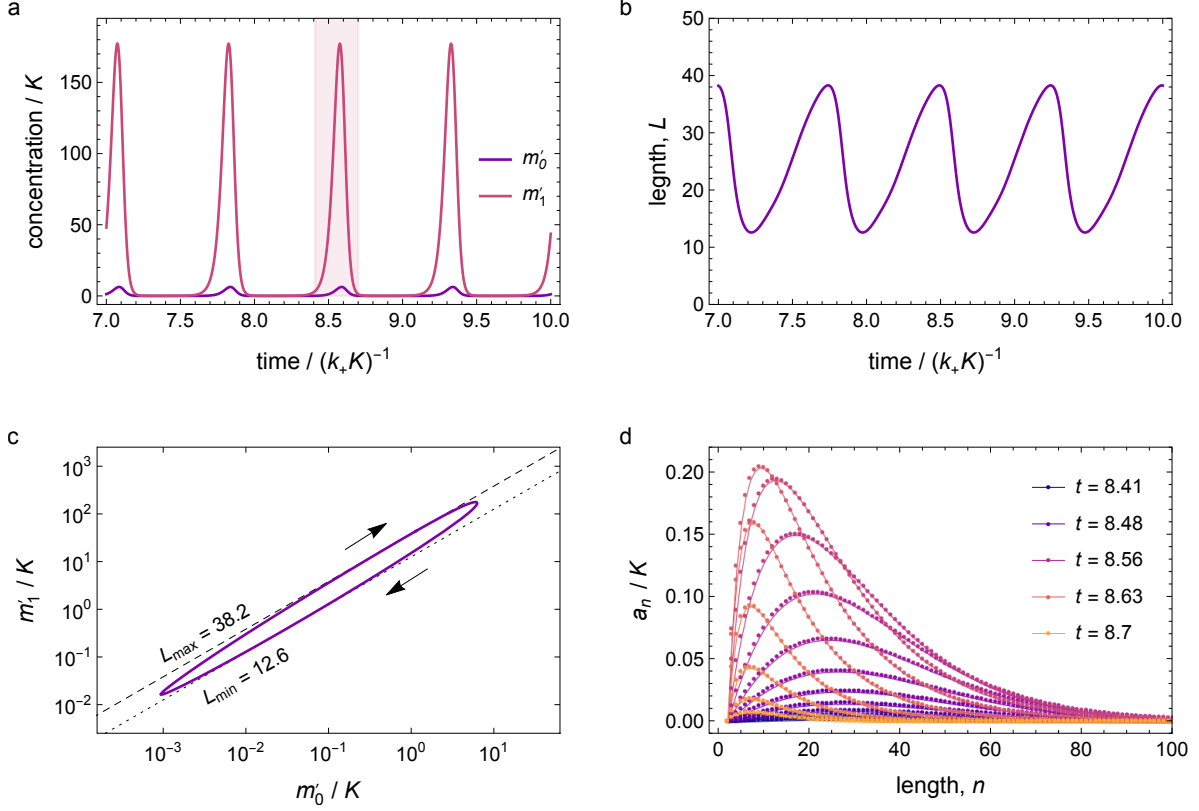 a
concentration / K
175
150
100
50
0
7.0 7.5 8.0 8.5 9.0 9.5 10.0
time / (k₊K)⁻¹
m′₀
m′₁
b
legnth, L
50
40
30
20
10
0
7.0 7.5 8.0 8.5 9.0 9.5 10.0
time / (k₊K)⁻¹
c
m′₁ / K
10³
10²
10¹
10⁰
10⁻¹
10⁻²
L_max = 38.2
L_min = 12.6
10⁻³ 10⁻² 10⁻¹ 10⁰ 10¹
m′₀ / K
d
aₙ / K
0.20
0.15
0.10
0.05
0.00
0 20 40 60 80 100
length, n
t = 8.41
t = 8.48
t = 8.56
t = 8.63
t = 8.7